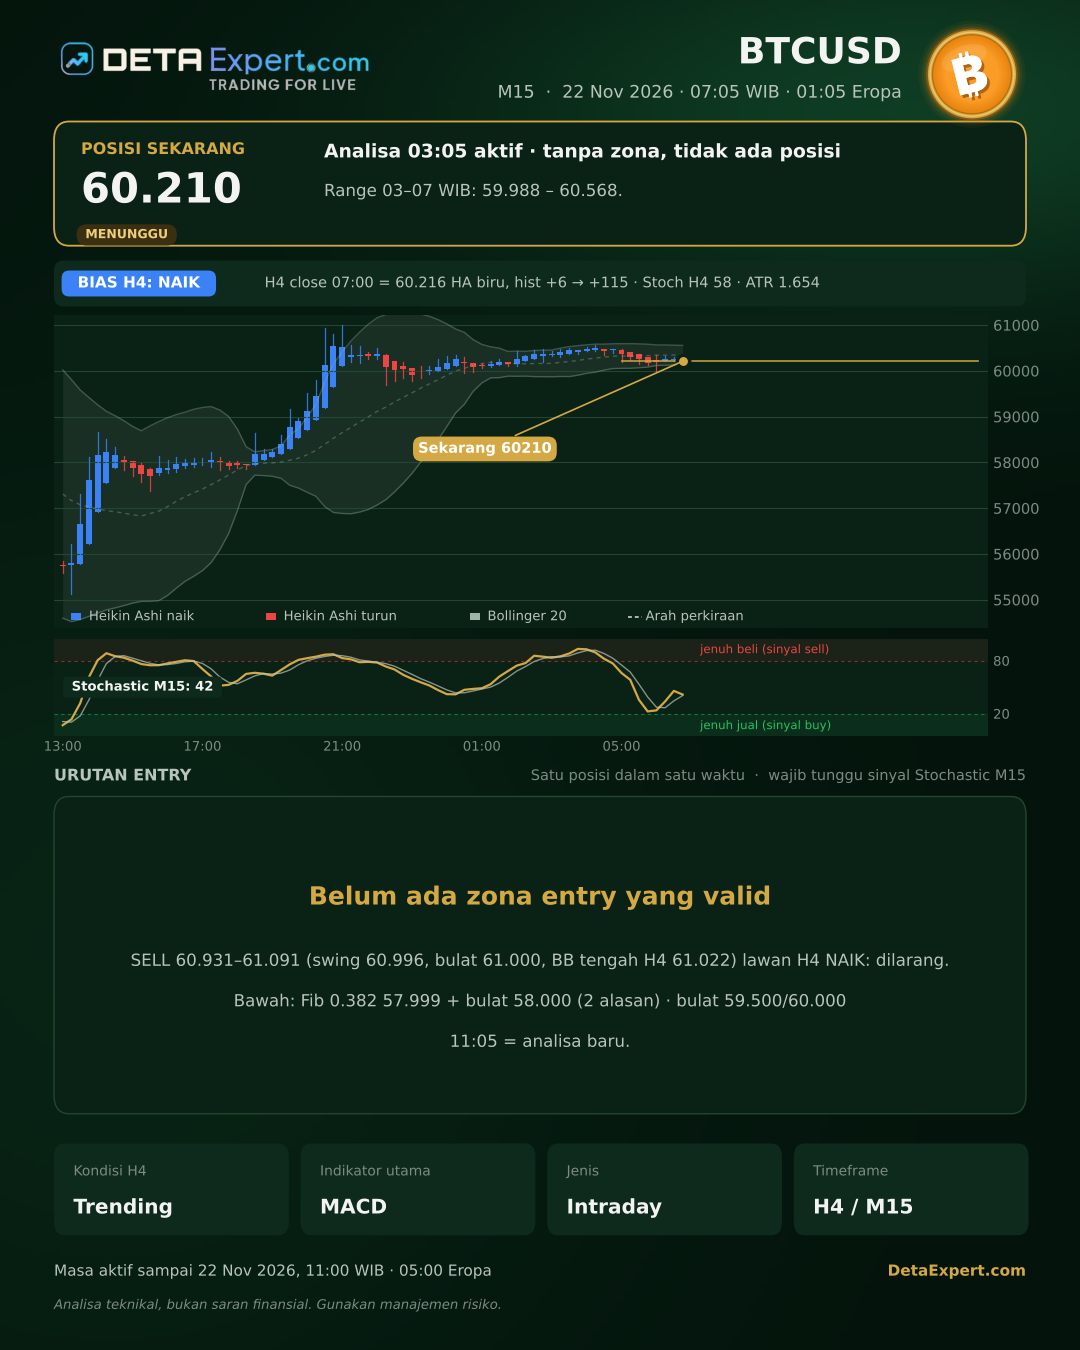 DETA Expert.com
TRADING FOR LIVE
BTCUSD
M15 · 22 Nov 2026 · 07:05 WIB · 01:05 Eropa
POSISI SEKARANG
60.210
MENUNGGU
Analisa 03:05 aktif · tanpa zona, tidak ada posisi
Range 03–07 WIB: 59.988 – 60.568.
BIAS H4: NAIK
H4 close 07:00 = 60.216 HA biru, hist +6 → +115 · Stoch H4 58 · ATR 1.654
61000
60000
59000
58000
57000
56000
55000
Sekarang 60210
Heikin Ashi naik
Heikin Ashi turun
Bollinger 20
Arah perkiraan
jenuh beli (sinyal sell)
80
Stochastic M15: 42
20
jenuh jual (sinyal buy)
13:00 17:00 21:00 01:00 05:00
URUTAN ENTRY
Satu posisi dalam satu waktu · wajib tunggu sinyal Stochastic M15
Belum ada zona entry yang valid
SELL 60.931–61.091 (swing 60.996, bulat 61.000, BB tengah H4 61.022) lawan H4 NAIK: dilarang.
Bawah: Fib 0.382 57.999 + bulat 58.000 (2 alasan) · bulat 59.500/60.000
11:05 = analisa baru.
Kondisi H4
Trending
Indikator utama
MACD
Jenis
Intraday
Timeframe
H4 / M15
Masa aktif sampai 22 Nov 2026, 11:00 WIB · 05:00 Eropa
DetaExpert.com
Analisa teknikal, bukan saran finansial. Gunakan manajemen risiko.